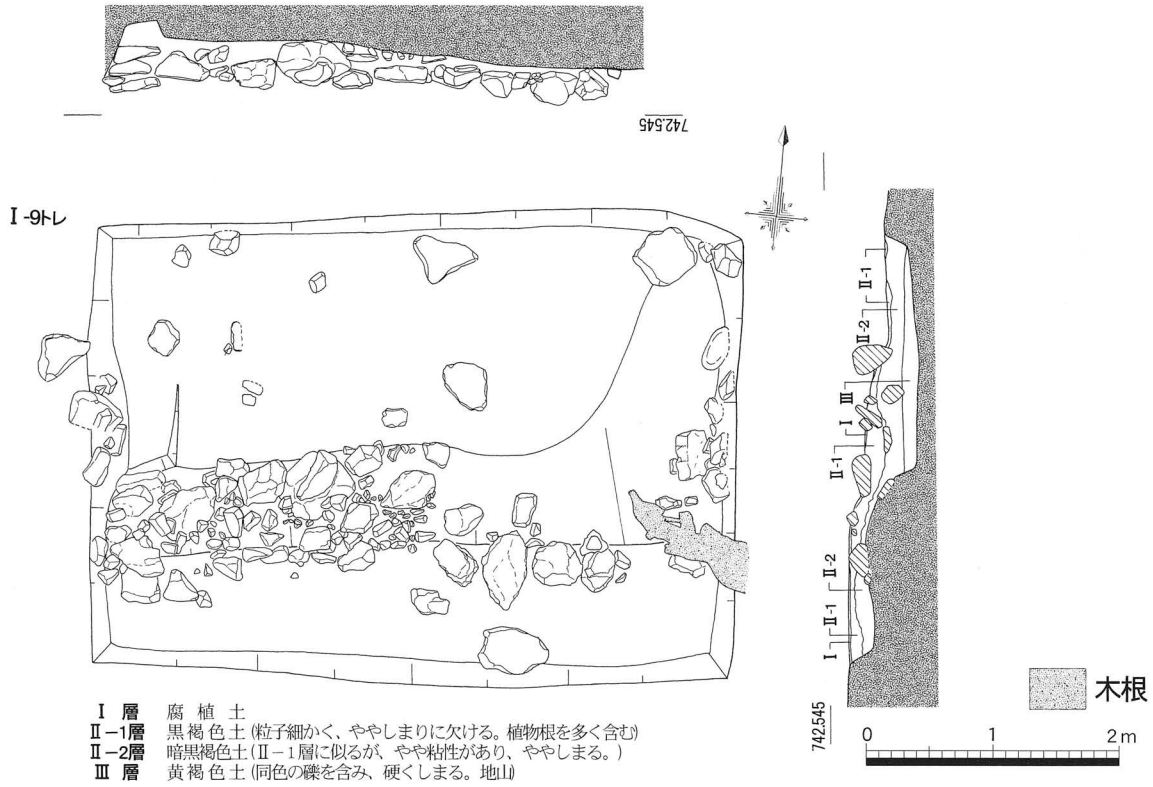 742.545
Ⅰ-9トレ
Ⅱ-1
Ⅱ-2
Ⅲ
Ⅰ
Ⅱ-1
Ⅱ-2
Ⅱ-1
Ⅰ
742.545
木根
0 1 2m
Ⅰ 層 腐 植 土
Ⅱ-1層 黒 褐 色 土 (粒子細かく、ややしまりに欠ける。植物根を多く含む)
Ⅱ-2層 暗黒褐色土 (Ⅱ-1層に似るが、やや粘性があり、ややしまる。)
Ⅲ 層 黄 褐 色 土 (同色の礫を含み、硬くしまる。地山)